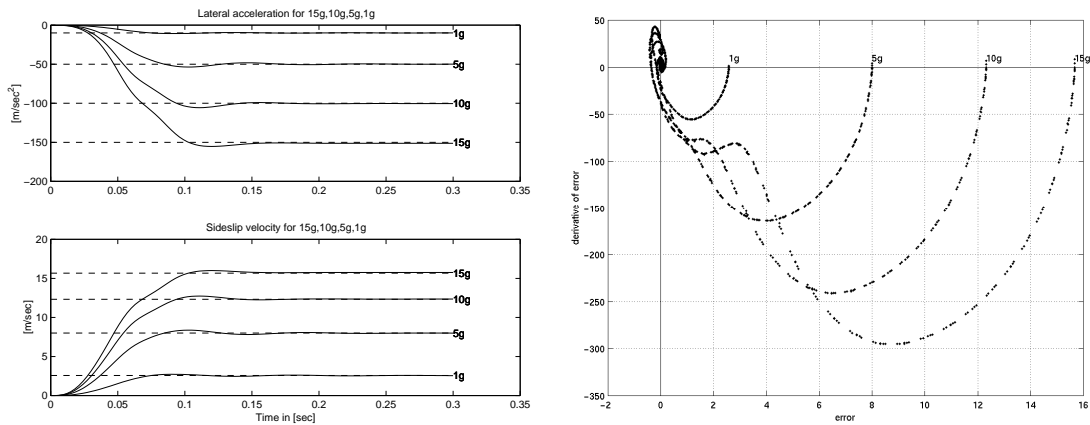 Lateral acceleration for 15g,10g,5g,1g
0
−50
−100
−150
−200
[m/sec²]
1g
5g
10g
15g
0 0.05 0.1 0.15 0.2 0.25 0.3 0.35
Sideslip velocity for 15g,10g,5g,1g
20
15
10
5
0
[m/sec]
15g
10g
5g
1g
0 0.05 0.1 0.15 0.2 0.25 0.3 0.35
Time in [sec]
50
0
-50
-100
-150
-200
-250
-300
-350
derivative of error
1g 5g 10g 15g
-2 0 2 4 6 8 10 12 14 16
error